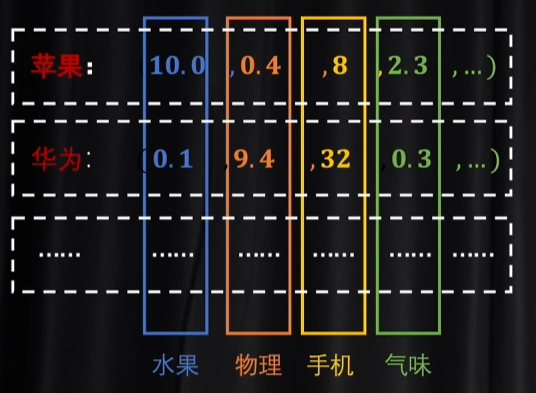 苹果: 10.0 ,0.4 ,8 ,2.3 ,...)
华为: (0.1 ,9.4 ,32 ,0.3 ,...)
...... ...... ...... ...... ...... ......
水果 物理 手机 气味